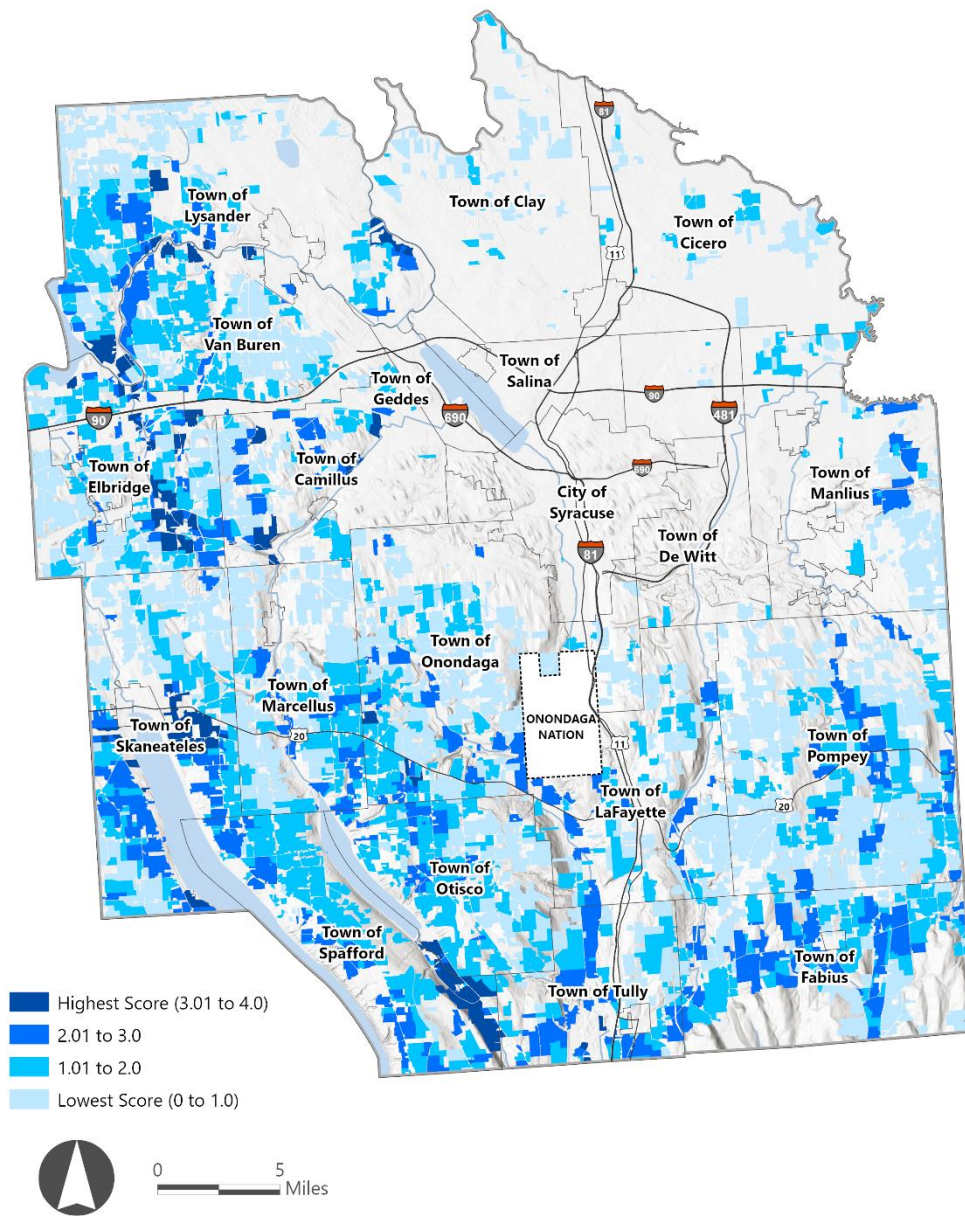 81
Town of
Lysander
Town of Clay
Town of
Cicero
11
Town of
Van Buren
Town of
Salina
Town of
Geddes
90
90
690
481
Town of
Elbridge
Town of
Camillus
690
Town of
Manlius
City of
Syracuse
Town of
De Witt
81
Town of
Onondaga
Town of
Marcellus
ONONDAGA
NATION
Town of
Skaneateles
20
11
Town of
Pompey
Town of
LaFayette
20
Town of
Otisco
Town of
Spafford
Town of
Fabius
Town of Tully
Highest Score (3.01 to 4.0)
2.01 to 3.0
1.01 to 2.0
Lowest Score (0 to 1.0)
0 5
Miles